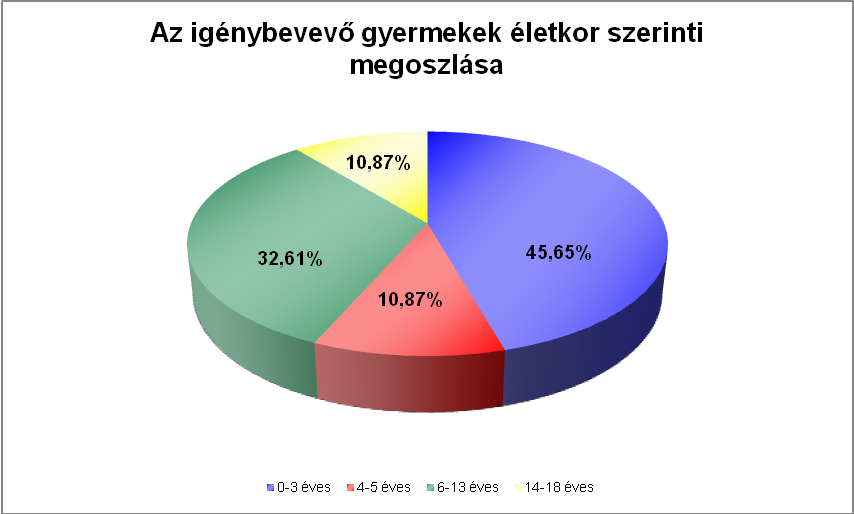 Az igénybevevő gyermekek életkor szerinti
megoszlása
10,87%
32,61%
45,65%
10,87%
0-3 éves 4-5 éves 6-13 éves 14-18 éves